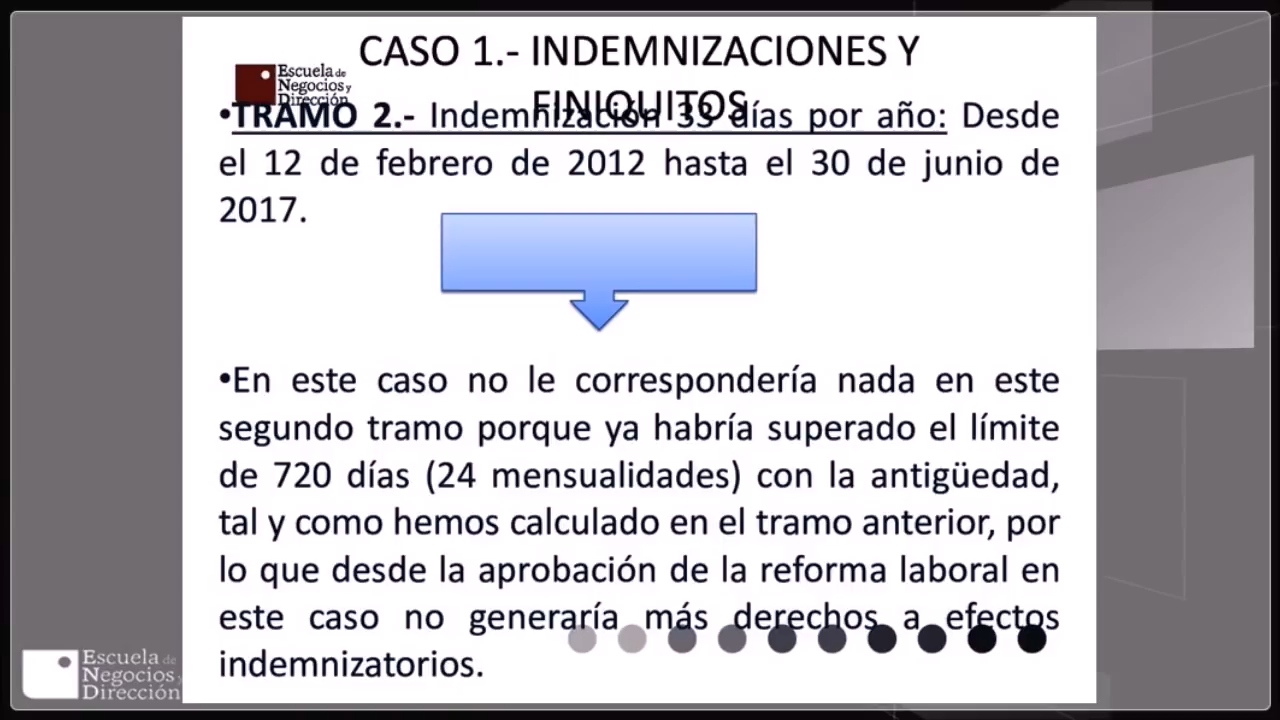 CASO 1.- INDEMNIZACIONES Y
FINIQUITOS
Escuela de
Negocios y
Dirección
•TRAMO 2.- Indemnización 33 días por año: Desde
el 12 de febrero de 2012 hasta el 30 de junio de
2017.
•En este caso no le correspondería nada en este
segundo tramo porque ya habría superado el límite
de 720 días (24 mensualidades) con la antigüedad,
tal y como hemos calculado en el tramo anterior, por
lo que desde la aprobación de la reforma laboral en
este caso no generaría más derechos a efectos
indemnizatorios.
Escuela de
Negocios y
Dirección